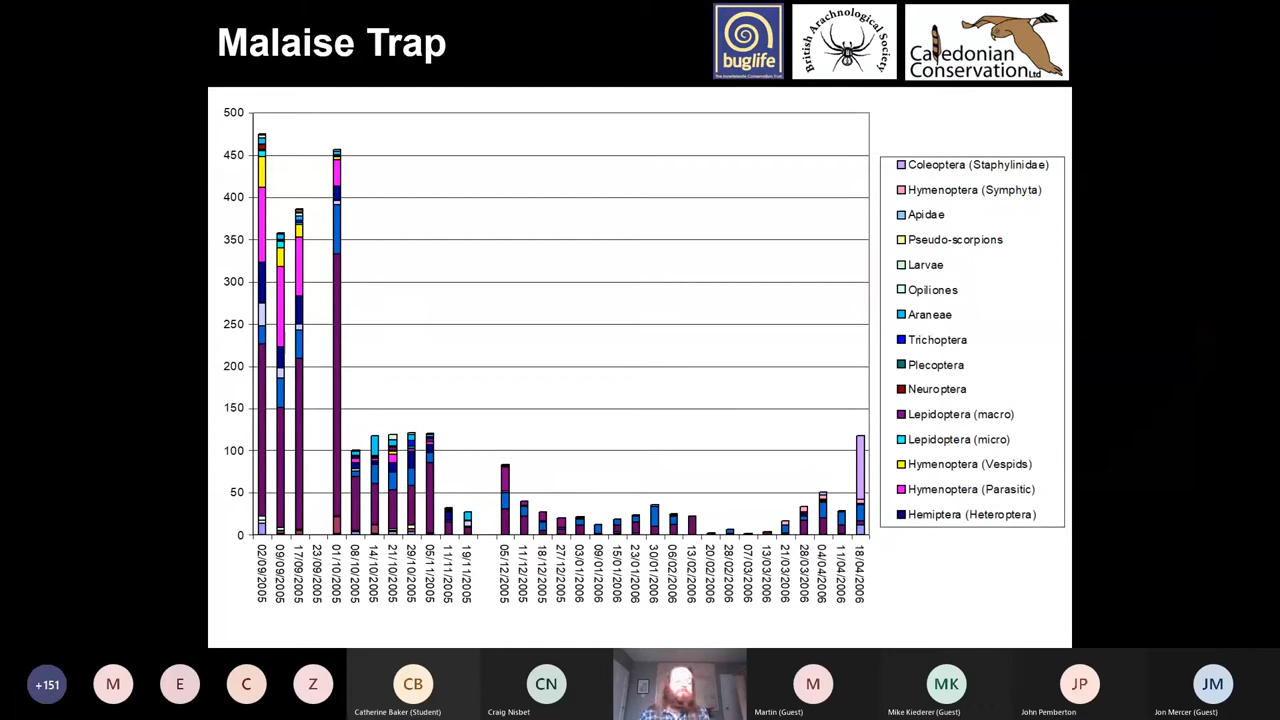 Malaise Trap
buglife
The Invertebrate Conservation Trust
British Arachnological Society
Caledonian
Conservation Ltd
500
450
400
350
300
250
200
150
100
50
0
02/09/2005
09/09/2005
17/09/2005
23/09/2005
01/10/2005
08/10/2005
14/10/2005
21/10/2005
29/10/2005
05/11/2005
11/11/2005
19/11/2005
05/12/2005
11/12/2005
18/12/2005
27/12/2005
03/01/2006
09/01/2006
15/01/2006
23/01/2006
30/01/2006
06/02/2006
13/02/2006
20/02/2006
28/02/2006
07/03/2006
13/03/2006
21/03/2006
28/03/2006
04/04/2006
11/04/2006
18/04/2006
Coleoptera (Staphylinidae)
Hymenoptera (Symphyta)
Apidae
Pseudo-scorpions
Larvae
Opiliones
Araneae
Trichoptera
Plecoptera
Neuroptera
Lepidoptera (macro)
Lepidoptera (micro)
Hymenoptera (Vespids)
Hymenoptera (Parasitic)
Hemiptera (Heteroptera)
+151
M
E
C
Z
CB
Catherine Baker (Student)
CN
Craig Nisbet
M
Martin (Guest)
MK
Mike Kiederer (Guest)
JP
John Pemberton
JM
Jon Mercer (Guest)